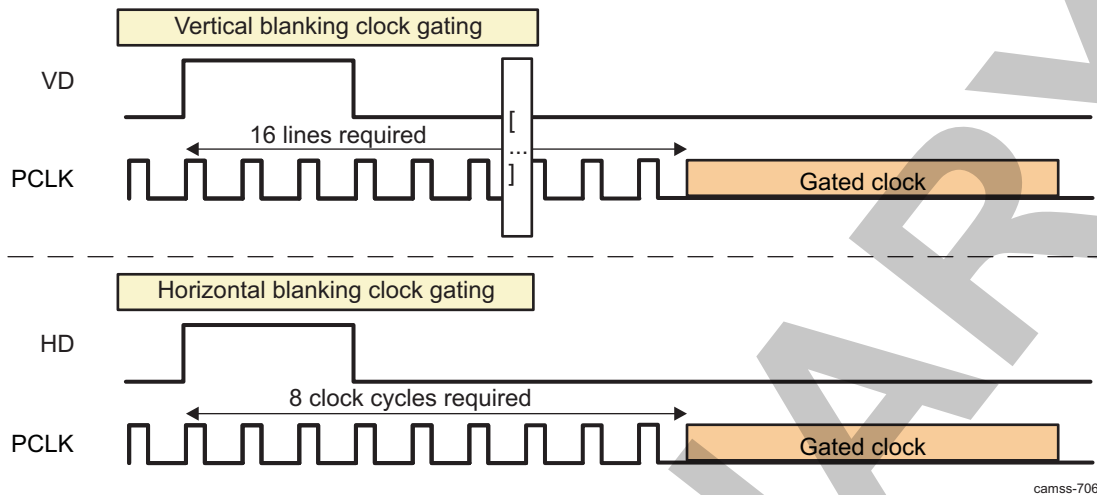 Vertical blanking clock gating
VD
16 lines required
[
...
]
PCLK
Gated clock
Horizontal blanking clock gating
HD
8 clock cycles required
PCLK
Gated clock
camss-706